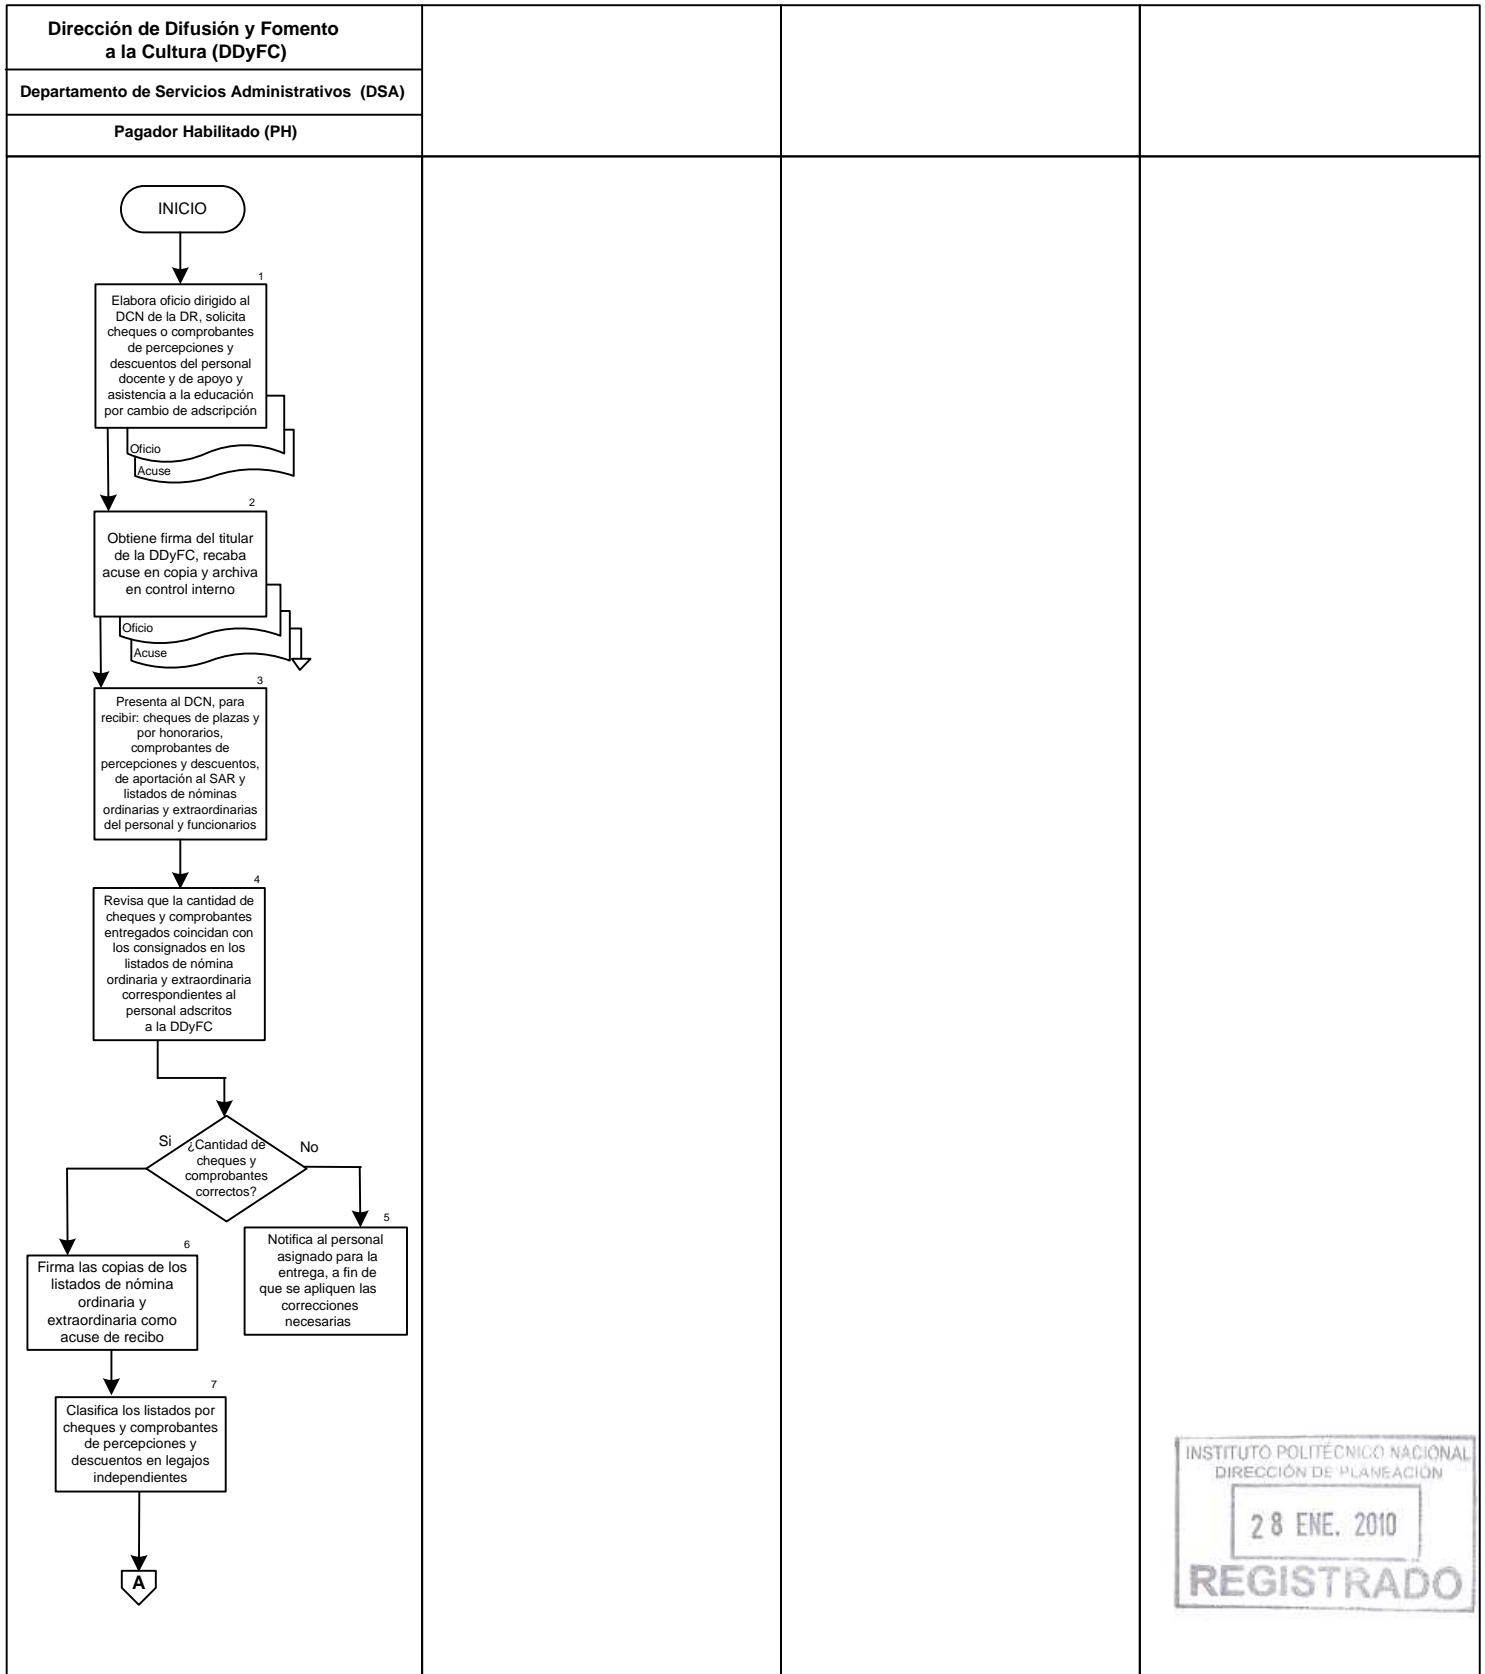 Dirección de Difusión y Fomento
a la Cultura (DDyFC)
Departamento de Servicios Administrativos (DSA)
Pagador Habilitado (PH)
INICIO
1
Elabora oficio dirigido al
DCN de la DR, solicita
cheques o comprobantes
de percepciones y
descuentos del personal
docente y de apoyo y
asistencia a la educación
por cambio de adscripción
Oficio
Acuse
2
Obtiene firma del titular
de la DDyFC, recaba
acuse en copia y archiva
en control interno
Oficio
Acuse
3
Presenta al DCN, para
recibir: cheques de plazas y
por honorarios,
comprobantes de
percepciones y descuentos,
de aportación al SAR y
listados de nóminas
ordinarias y extraordinarias
del personal y funcionarios
4
Revisa que la cantidad de
cheques y comprobantes
entregados coincidan con
los consignados en los
listados de nómina
ordinaria y extraordinaria
correspondientes al
personal adscritos
a la DDyFC
Si
¿Cantidad de
cheques y
comprobantes
correctos?
No
5
Notifica al personal
asignado para la
entrega, a fin de
que se apliquen las
correcciones
necesarias
6
Firma las copias de los
listados de nómina
ordinaria y
extraordinaria como
acuse de recibo
7
Clasifica los listados por
cheques y comprobantes
de percepciones y
descuentos en legajos
independientes
A
INSTITUTO POLITÉCNICO NACIONAL
DIRECCIÓN DE PLANEACIÓN
28 ENE. 2010
REGISTRADO